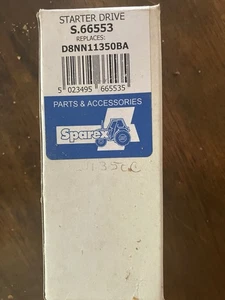 STARTER DRIVE
S.66553
REPLACES:
D8NN11350BA
5 023495 665535
PARTS & ACCESSORIES
Sparex